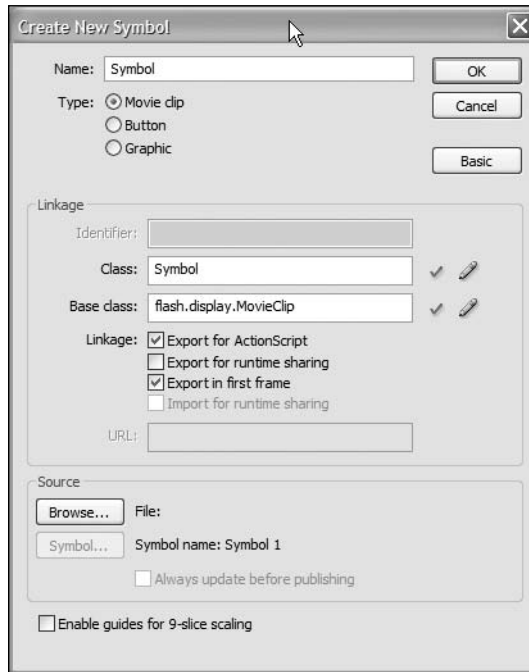 Create New Symbol
Name: Symbol
OK
Type: Movie clip
Cancel
Button
Graphic
Basic
Linkage
Identifier:
Class: Symbol
Base class: flash.display.MovieClip
Linkage: Export for ActionScript
Export for runtime sharing
Export in first frame
Import for runtime sharing
URL:
Source
Browse... File:
Symbol... Symbol name: Symbol 1
Always update before publishing
Enable guides for 9-slice scaling